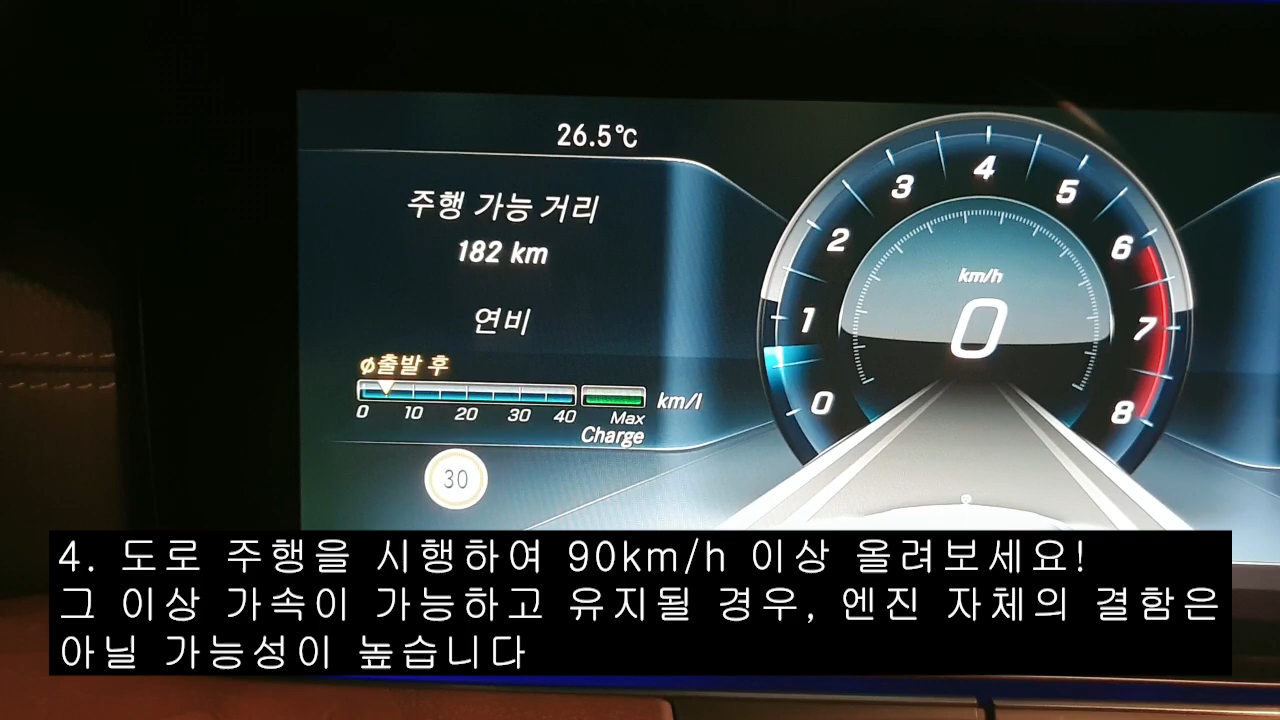 26.5℃
주행 가능 거리
182 km
연비
ø출발 후
0 10 20 30 40 Max km/l
Charge
30
0
1
2
3
4
5
6
7
8
km/h
0
4. 도로 주행을 시행하여 90km/h 이상 올려보세요!
그 이상 가속이 가능하고 유지될 경우, 엔진 자체의 결함은
아닐 가능성이 높습니다